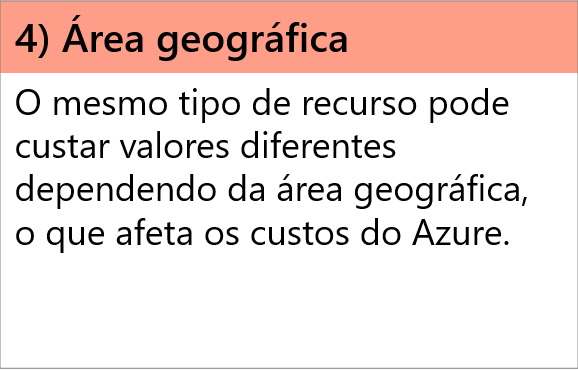 4) Área geográfica
O mesmo tipo de recurso pode
custar valores diferentes
dependendo da área geográfica,
o que afeta os custos do Azure.